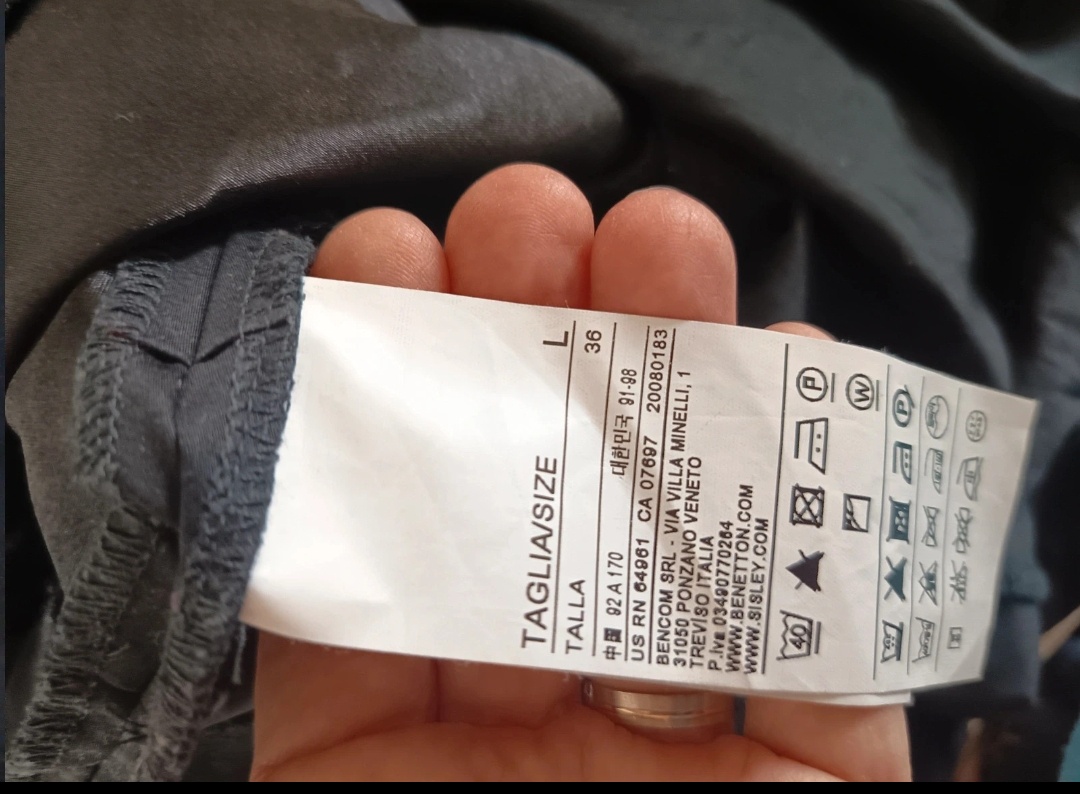 TAGLIA/SIZE L
TALLA 36
中国 92 A 170 대한민국 91-98
US RN 64961 CA 07697 20080183
BENCOM SRL - VIA VILLA MINELLI, 1
31050 PONZANO VENETO
TREVISO ITALIA
P.iva 03490770264
WWW.BENETTON.COM
WWW.SISLEY.COM
40 P
W
P